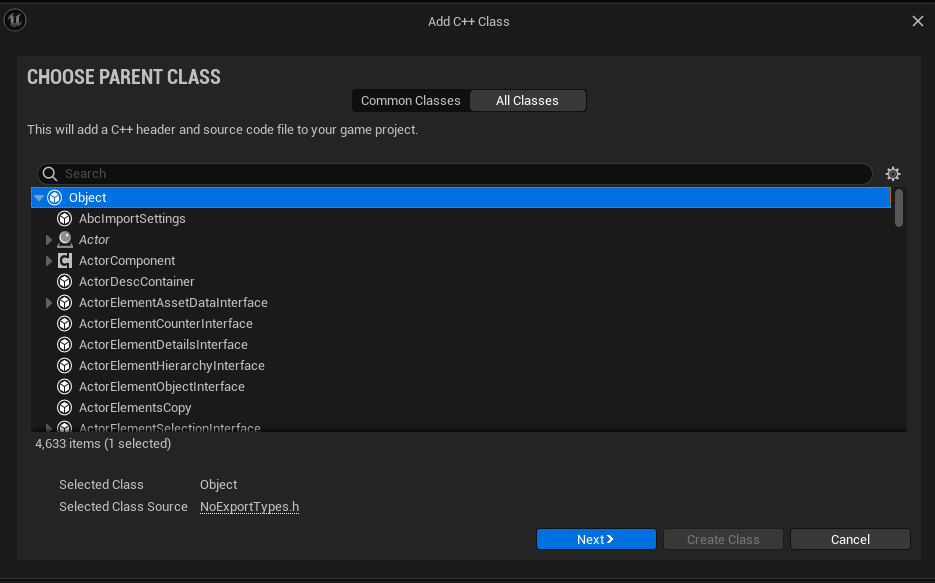 Add C++ Class
CHOOSE PARENT CLASS
Common Classes All Classes
This will add a C++ header and source code file to your game project.
Search
Object
AbcImportSettings
Actor
ActorComponent
ActorDescContainer
ActorElementAssetDataInterface
ActorElementCounterInterface
ActorElementDetailsInterface
ActorElementHierarchyInterface
ActorElementObjectInterface
ActorElementsCopy
ActorElementSelectionInterface
4,633 items (1 selected)
Selected Class Object
Selected Class Source NoExportTypes.h
Next Create Class Cancel